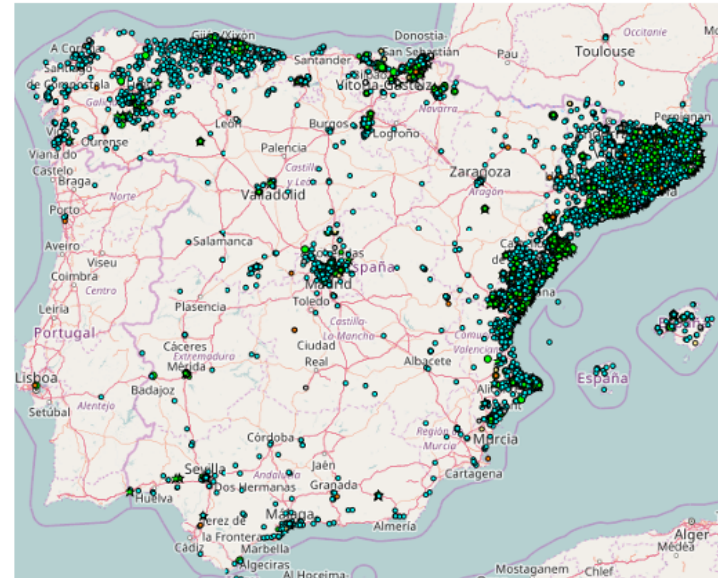 Gijón/Xixón
Donostia-
San Sebastián
Occitanie
Toulouse
Pau
A Coruña
Santander
Santiago
de Compostela
Vitoria-Gasteiz
Navarra
León
Burgos
Logroño
Perpignan
Ourense
Viana do
Castelo
Palencia
Castilla
y León
Zaragoza
Aragón
Braga
Norte
Valladolid
Porto
Salamanca
Aveiro
Viseu
España
Madrid
Coimbra
Centro
Toledo
Plasencia
Leiria
Castilla-
La Mancha
Portugal
Cáceres
Ciudad
Real
Albacete
Valenciana
Extremadura
Mérida
España
Lisboa
Badajoz
Setúbal
Alentejo
Murcia
Región
Murcia
Córdoba
Cartagena
Jaén
Sevilla
Andalucía
Dos Hermanas
Granada
Huelva
Málaga
Almería
Jerez de
la Frontera
Cádiz
Marbella
Alger
Médéa
Algeciras
Al Hoceima-
Mostaganem
Chlef